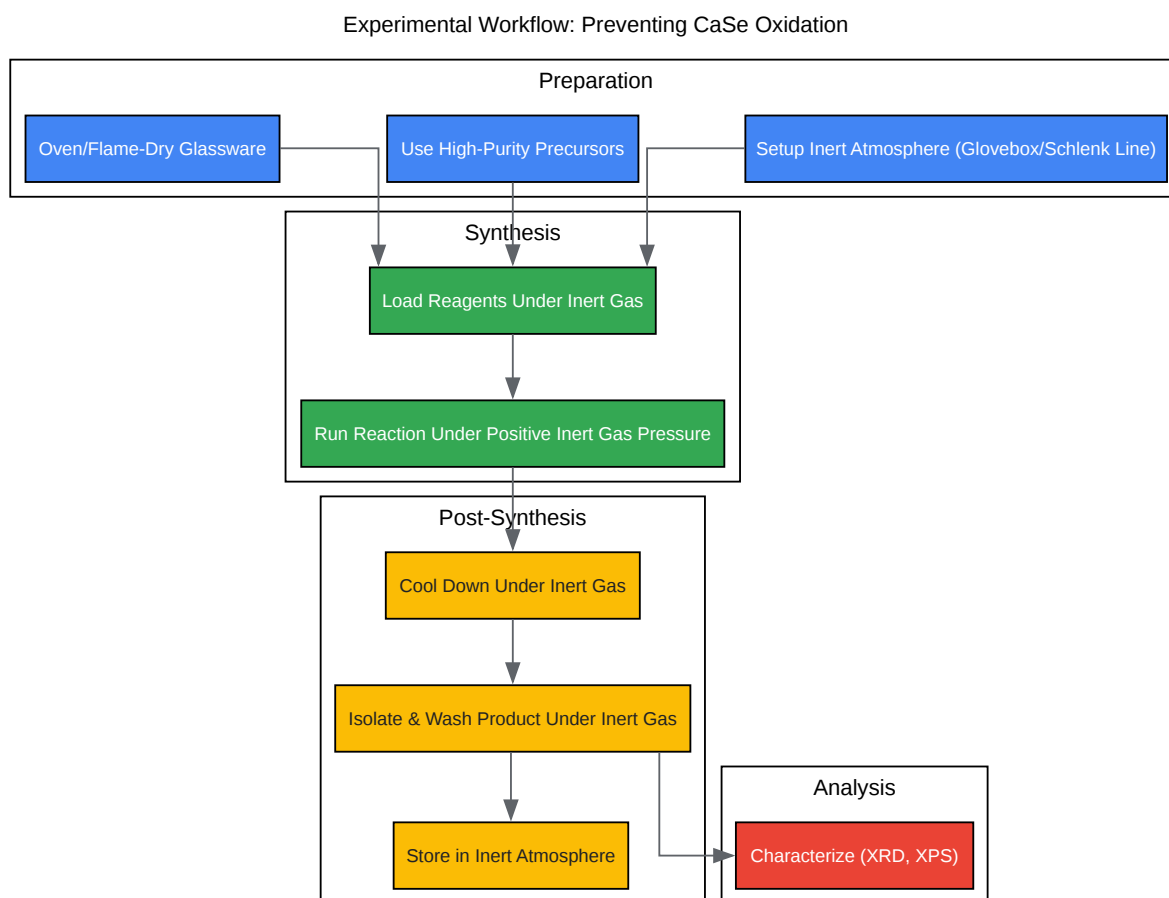 Experimental Workflow: Preventing CaSe Oxidation
Preparation
Oven/Flame-Dry Glassware
Use High-Purity Precursors
Setup Inert Atmosphere (Glovebox/Schlenk Line)
Synthesis
Load Reagents Under Inert Gas
Run Reaction Under Positive Inert Gas Pressure
Post-Synthesis
Cool Down Under Inert Gas
Isolate & Wash Product Under Inert Gas
Store in Inert Atmosphere
Analysis
Characterize (XRD, XPS)